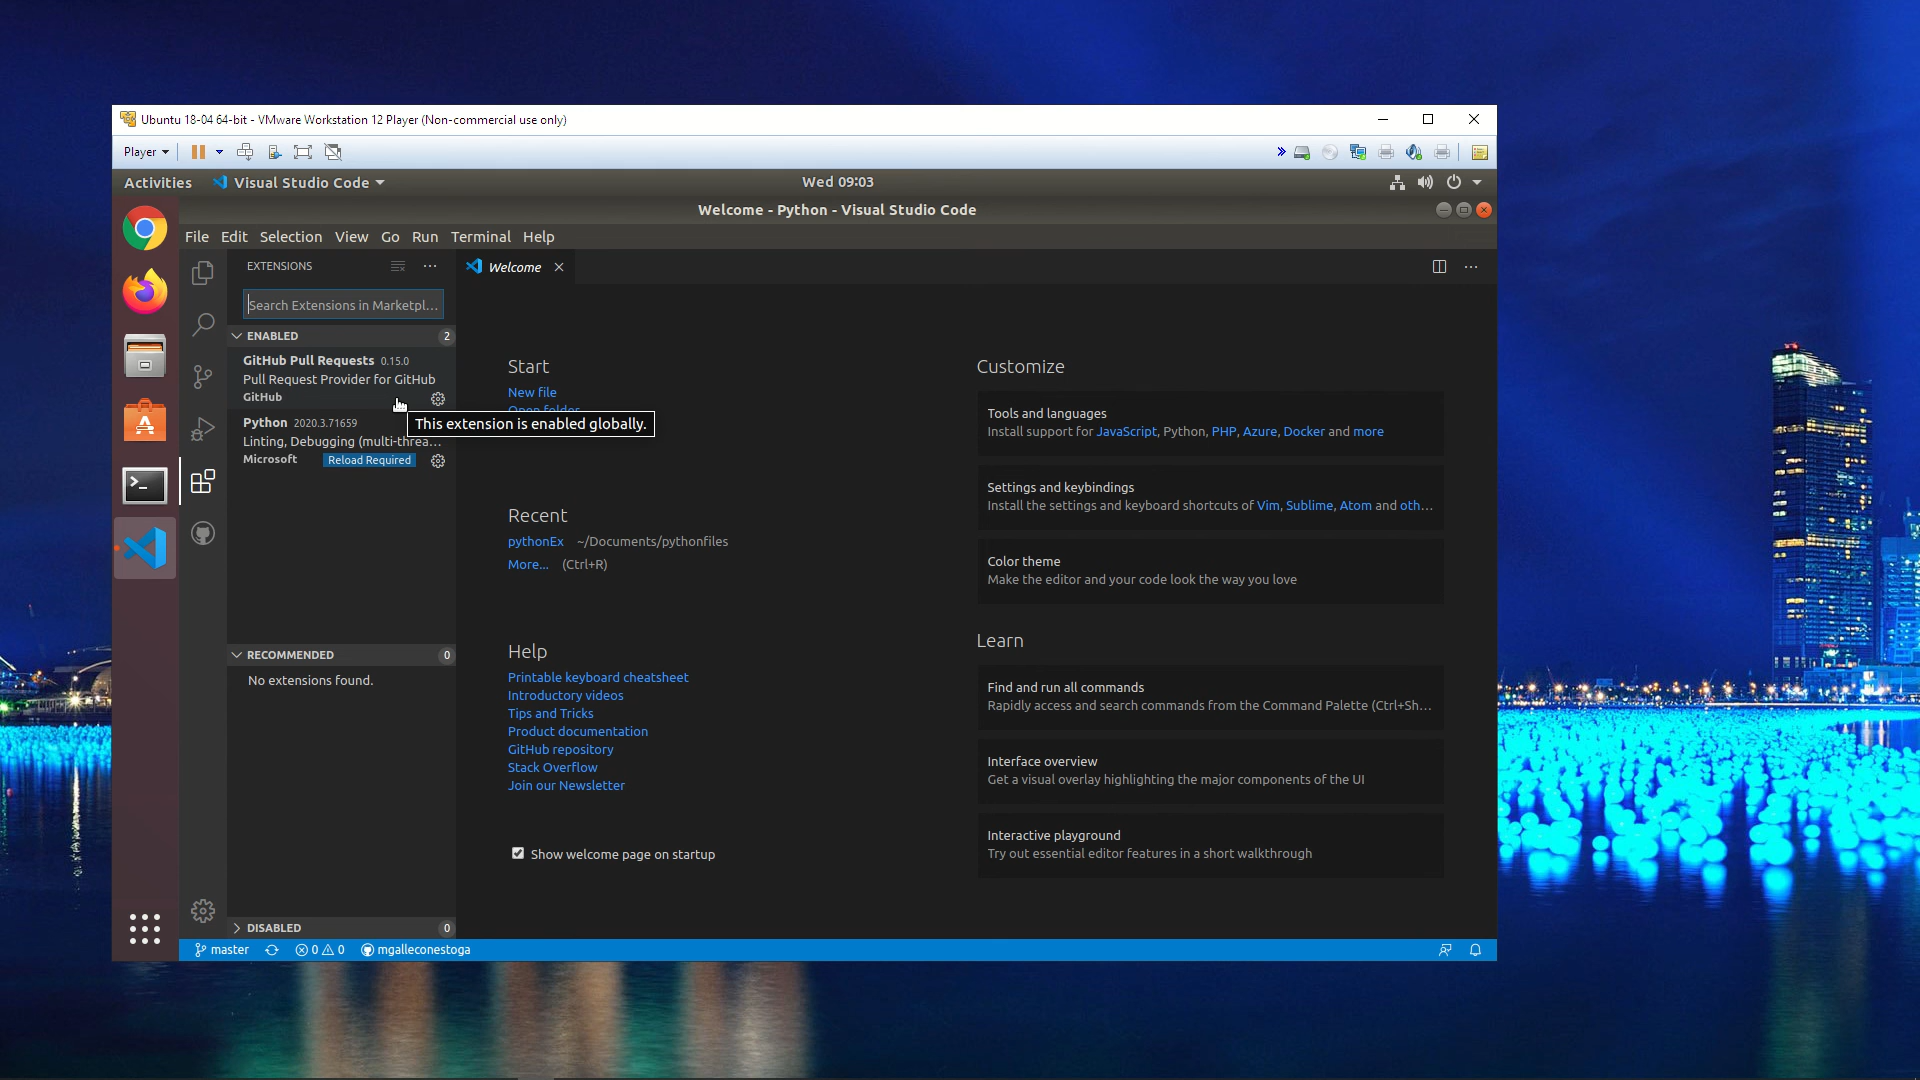 Ubuntu 18-04 64-bit - VMware Workstation 12 Player (Non-commercial use only)
Player
Activities
Visual Studio Code
Wed 09:03
Welcome - Python - Visual Studio Code
File Edit Selection View Go Run Terminal Help
EXTENSIONS
Welcome
Search Extensions in Marketpl...
ENABLED
2
GitHub Pull Requests 0.15.0
Pull Request Provider for GitHub
GitHub
This extension is enabled globally.
Python 2020.3.71659
Linting, Debugging (multi-threa...
Microsoft
Reload Required
RECOMMENDED
0
No extensions found.
DISABLED
0
Start
New file
Open folder
Recent
pythonEx ~/Documents/pythonfiles
More... (Ctrl+R)
Help
Printable keyboard cheatsheet
Introductory videos
Tips and Tricks
Product documentation
GitHub repository
Stack Overflow
Join our Newsletter
Show welcome page on startup
Customize
Tools and languages
Install support for JavaScript, Python, PHP, Azure, Docker and more
Settings and keybindings
Install the settings and keyboard shortcuts of Vim, Sublime, Atom and oth...
Color theme
Make the editor and your code look the way you love
Learn
Find and run all commands
Rapidly access and search commands from the Command Palette (Ctrl+Sh...
Interface overview
Get a visual overlay highlighting the major components of the UI
Interactive playground
Try out essential editor features in a short walkthrough
master
0
0
mgalleconestoga